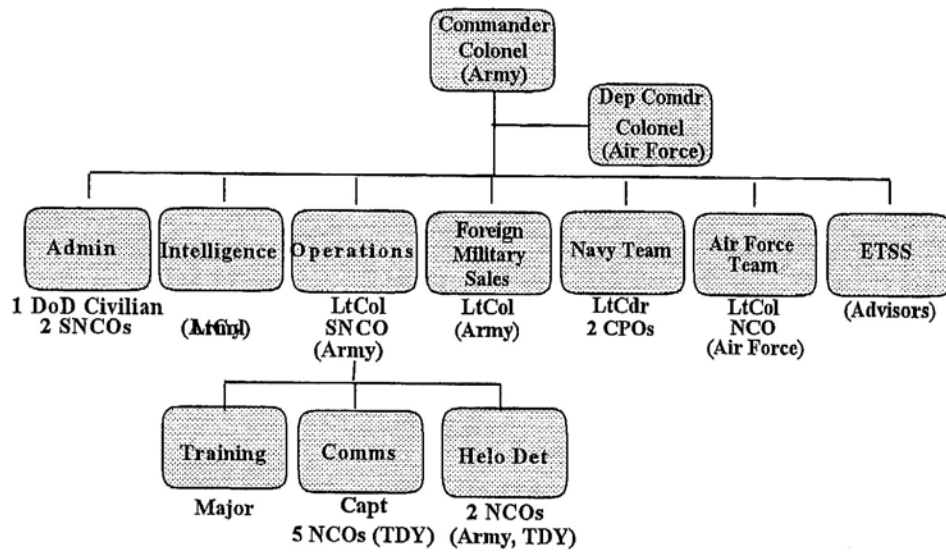 Commander
Colonel
(Army)
Dep Comdr
Colonel
(Air Force)
Admin
1 DoD Civilian
2 SNCOs
Intelligence
Operations
LtCol
SNCO
(Army)
Foreign
Military
Sales
LtCol
(Army)
Navy Team
LtCdr
2 CPOs
Air Force
Team
LtCol
NCO
(Air Force)
ETSS
(Advisors)
Training
Major
Comms
Capt
5 NCOs (TDY)
Helo Det
2 NCOs
(Army, TDY)